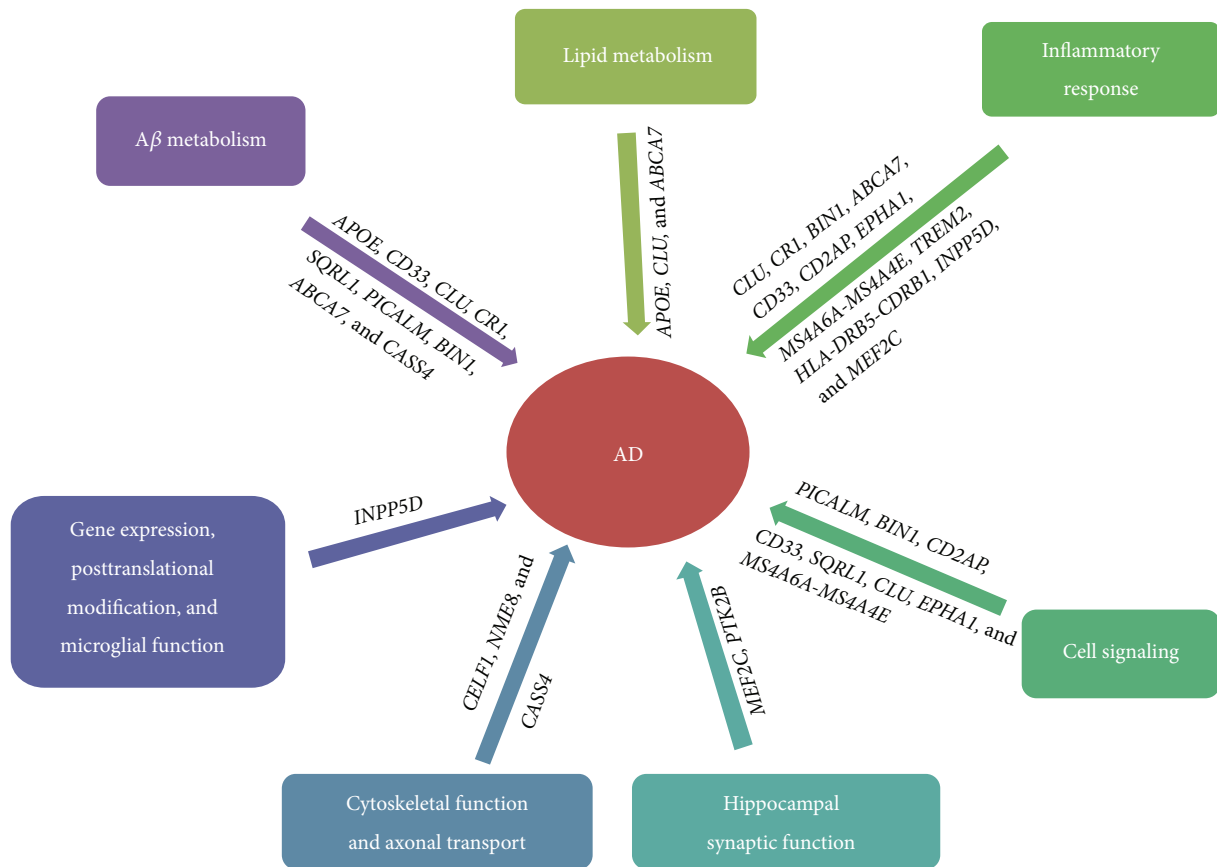 Lipid metabolism
Inflammatory
response
Aβ metabolism
APOE, CD33, CLU, CR1,
SQRL1, PICALM, BIN1,
ABCA7, and CASS4
APOE, CLU, and ABCA7
CLU, CR1, BIN1, ABCA7,
CD33, CD2AP, EPHA1,
MS4A6A-MS4A4E, TREM2,
HLA-DRB5-CDRB1, INPP5D,
and MEF2C
AD
Gene expression,
posttranslational
modification, and
microglial function
INPP5D
PICALM, BIN1, CD2AP,
CD33, SQRL1, CLU, EPHA1, and
MS4A6A-MS4A4E
Cell signaling
CELF1, NME8, and
CASS4
MEF2C, PTK2B
Cytoskeletal function
and axonal transport
Hippocampal
synaptic function